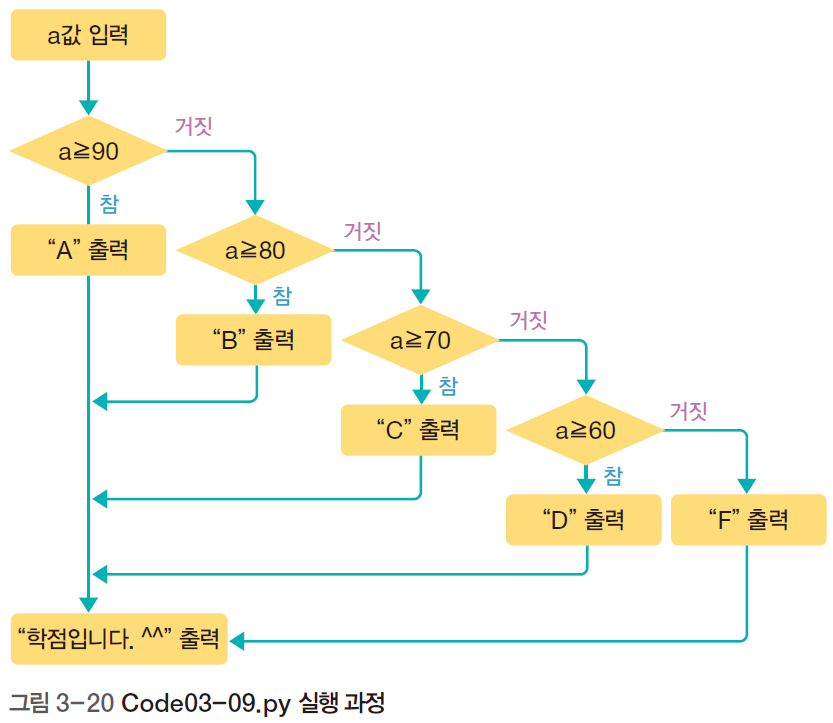 a값 입력
거짓
a≧90
참
“A” 출력
거짓
a≧80
참
“B” 출력
거짓
a≧70
참
“C” 출력
거짓
a≧60
참
“D” 출력
“F” 출력
“학점입니다. ^^” 출력
그림 3-20 Code03-09.py 실행 과정